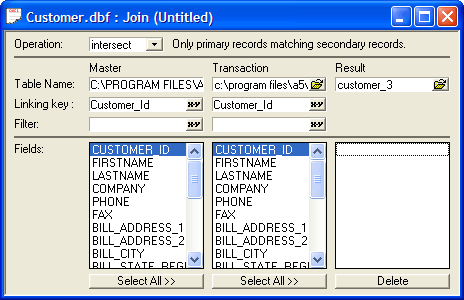 Customer.dbf : Join (Untitled)
Operation: intersect Only primary records matching secondary records.
Master Transaction Result
Table Name: C:\PROGRAM FILES\A c:\program files\a5\ customer_3
Linking key : Customer_Id Customer_Id
Filter:
Fields: CUSTOMER_ID CUSTOMER_ID
FIRSTNAME FIRSTNAME
LASTNAME LASTNAME
COMPANY COMPANY
PHONE PHONE
FAX FAX
BILL_ADDRESS_1 BILL_ADDRESS_1
BILL_ADDRESS_2 BILL_ADDRESS_2
BILL_CITY BILL_CITY
BILL_STATE_REGI BILL_STATE_REGI
Select All >> Select All >> Delete